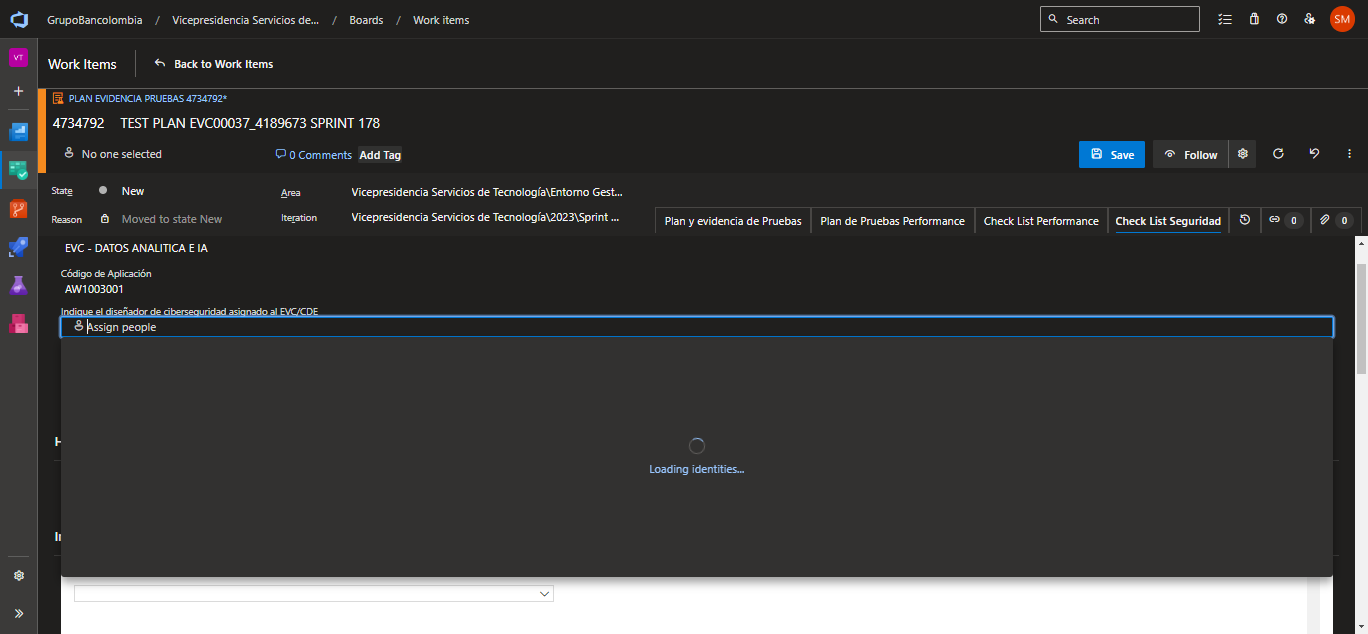 GrupoBancolombia / Vicepresidencia Servicios de... / Boards / Work items
Search
SM
VT
Work Items
Back to Work Items
PLAN EVIDENCIA PRUEBAS 4734792*
4734792 TEST PLAN EVC00037_4189673 SPRINT 178
No one selected
0 Comments
Add Tag
Save
Follow
State
New
Area
Vicepresidencia Servicios de Tecnología\Entorno Gest...
Reason
Moved to state New
Iteration
Vicepresidencia Servicios de Tecnología\2023\Sprint ...
Plan y evidencia de Pruebas
Plan de Pruebas Performance
Check List Performance
Check List Seguridad
0
0
EVC - DATOS ANALITICA E IA
Código de Aplicación
AW1003001
Indique el diseñador de ciberseguridad asignado al EVC/CDE
Assign people
Loading identities...